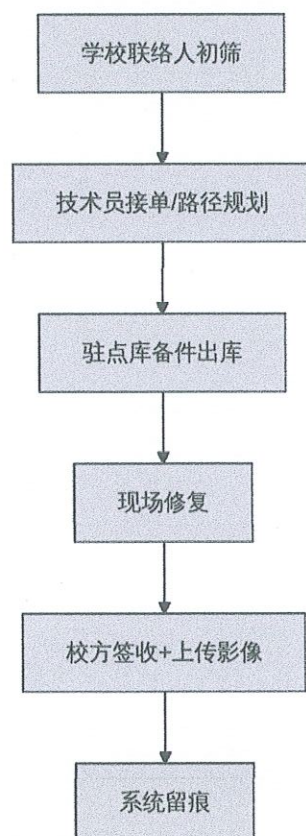 学校联络人初筛
技术员接单/路径规划
驻点库备件出库
现场修复
校方签收+上传影像
系统留痕